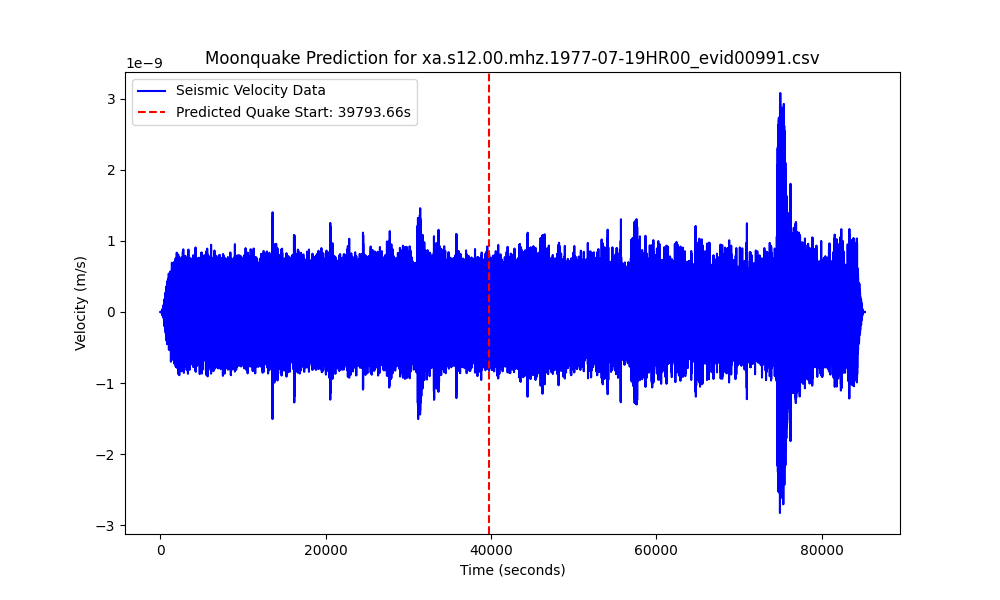 Moonquake Prediction for xa.s12.00.mhz.1977-07-19HR00_evid00991.csv
1e−9
Seismic Velocity Data
Predicted Quake Start: 39793.66s
3
2
1
0
−1
−2
−3
Velocity (m/s)
0 20000 40000 60000 80000
Time (seconds)